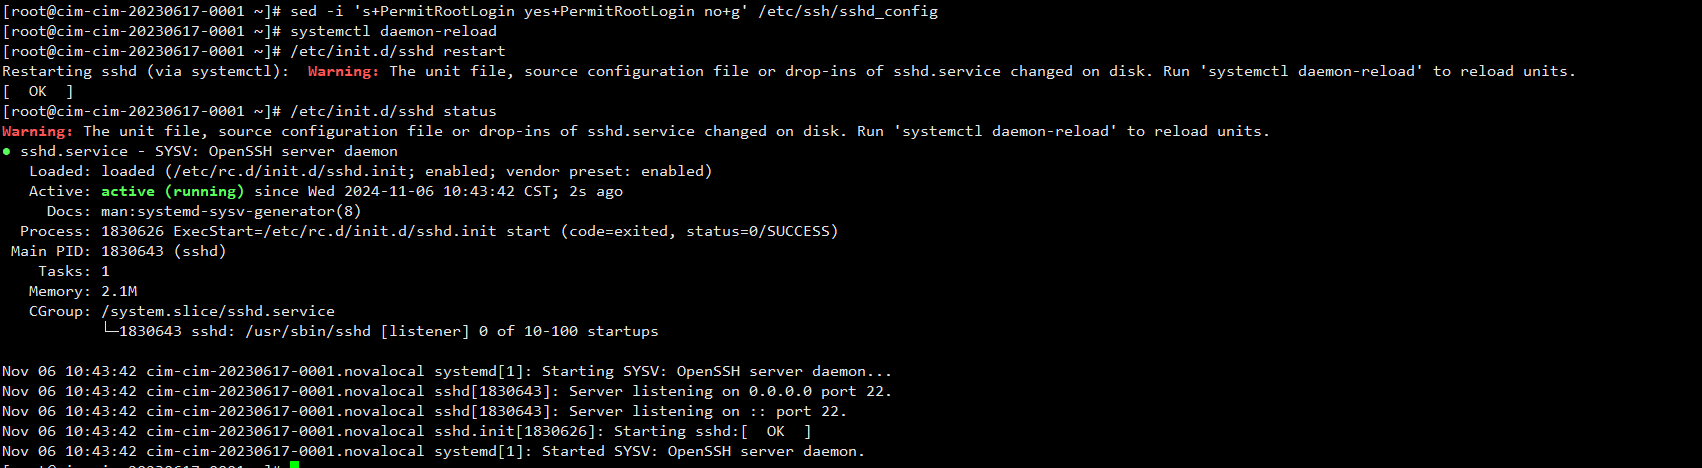 [root@cim-cim-20230617-0001 ~]# sed -i 's+PermitRootLogin yes+PermitRootLogin no+g' /etc/ssh/sshd_config
[root@cim-cim-20230617-0001 ~]# systemctl daemon-reload
[root@cim-cim-20230617-0001 ~]# /etc/init.d/sshd restart
Restarting sshd (via systemctl):  Warning: The unit file, source configuration file or drop-ins of sshd.service changed on disk. Run 'systemctl daemon-reload' to reload units.
[  OK  ]
[root@cim-cim-20230617-0001 ~]# /etc/init.d/sshd status
Warning: The unit file, source configuration file or drop-ins of sshd.service changed on disk. Run 'systemctl daemon-reload' to reload units.
● sshd.service - SYSV: OpenSSH server daemon
   Loaded: loaded (/etc/rc.d/init.d/sshd.init; enabled; vendor preset: enabled)
   Active: active (running) since Wed 2024-11-06 10:43:42 CST; 2s ago
     Docs: man:systemd-sysv-generator(8)
  Process: 1830626 ExecStart=/etc/rc.d/init.d/sshd.init start (code=exited, status=0/SUCCESS)
 Main PID: 1830643 (sshd)
    Tasks: 1
   Memory: 2.1M
   CGroup: /system.slice/sshd.service
           └─1830643 sshd: /usr/sbin/sshd [listener] 0 of 10-100 startups
Nov 06 10:43:42 cim-cim-20230617-0001.novalocal systemd[1]: Starting SYSV: OpenSSH server daemon...
Nov 06 10:43:42 cim-cim-20230617-0001.novalocal sshd[1830643]: Server listening on 0.0.0.0 port 22.
Nov 06 10:43:42 cim-cim-20230617-0001.novalocal sshd[1830643]: Server listening on :: port 22.
Nov 06 10:43:42 cim-cim-20230617-0001.novalocal sshd.init[1830626]: Starting sshd:[  OK  ]
Nov 06 10:43:42 cim-cim-20230617-0001.novalocal systemd[1]: Started SYSV: OpenSSH server daemon.
[root@cim-cim-20230617-0001 ~]#